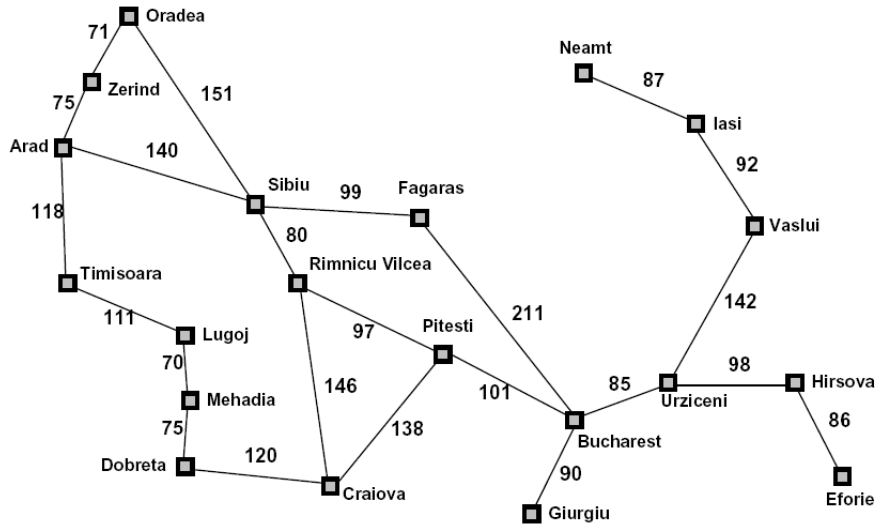 Oradea
71
Neamt
87
Zerind
151
75
Iasi
Arad
140
92
Sibiu
99
Fagaras
118
80
Vaslui
Timisoara
Rimnicu Vilcea
142
111
97
Pitesti
211
Lugoj
70
98
Hirsova
85
101
146
Urziceni
Mehadia
86
75
138
Bucharest
Dobreta
120
90
Craiova
Eforie
Giurgiu